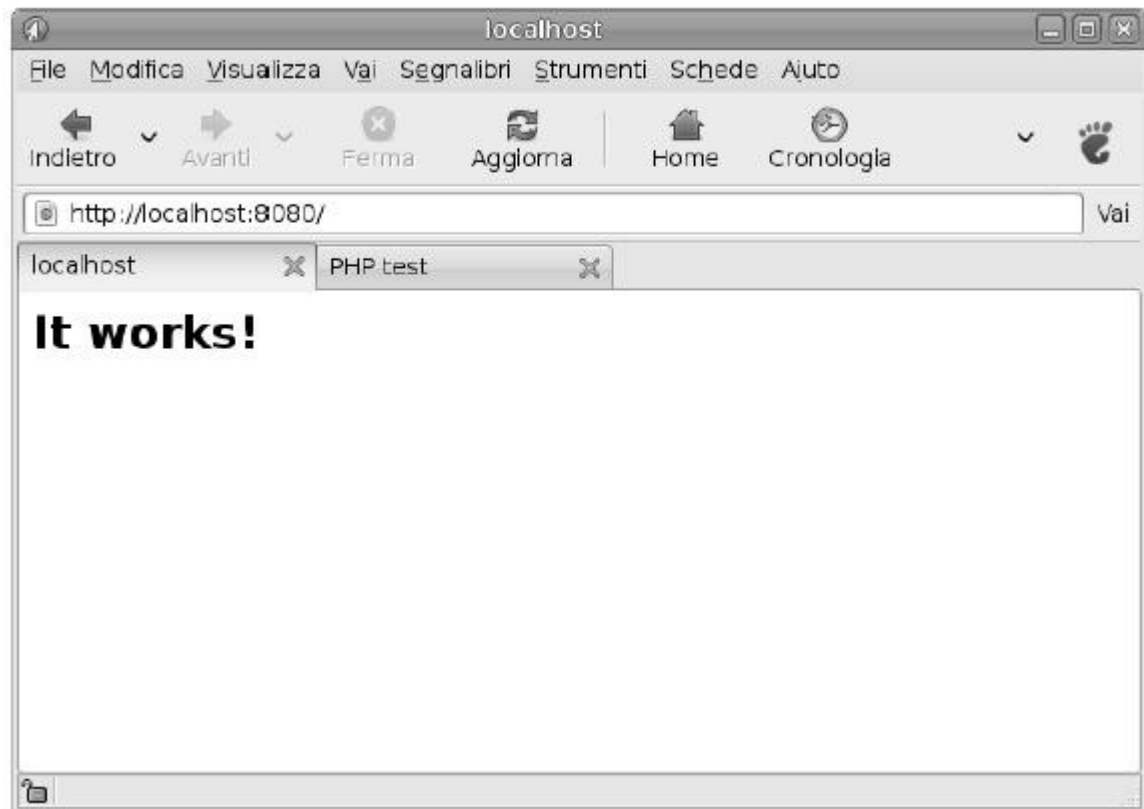 localhost
File Modifica Visualizza Vai Segnalibri Strumenti Schede Aiuto
Indietro Avanti Ferma Aggiorna Home Cronologia
http://localhost:8080/ Vai
localhost PHP test
It works!